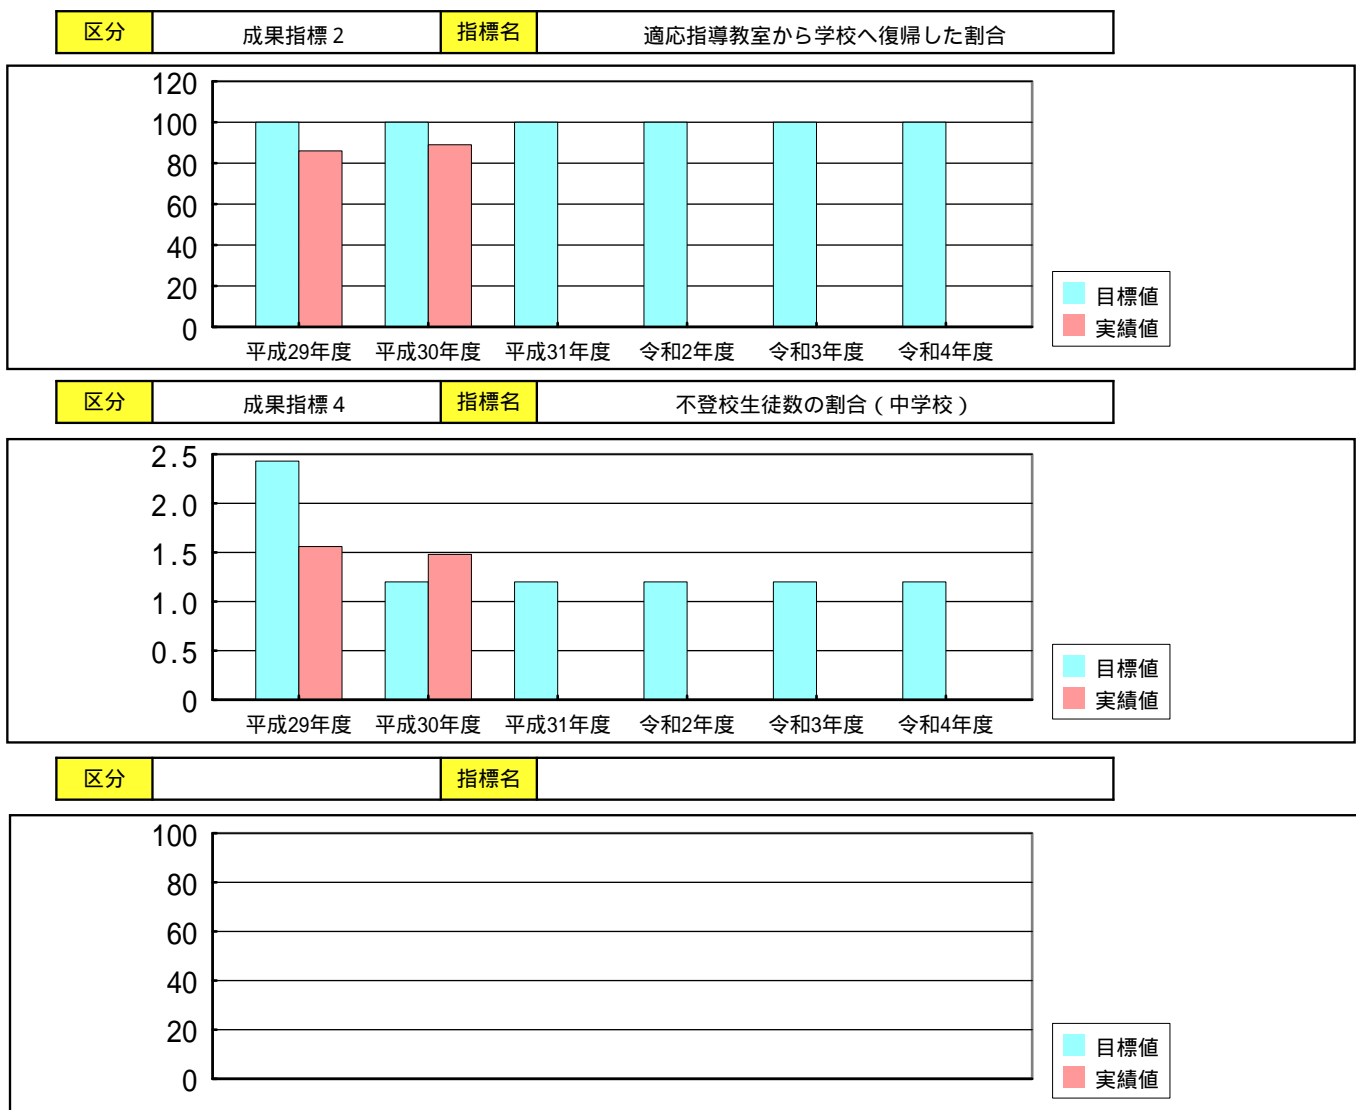 区分 成果指標2 指標名 適応指導教室から学校へ復帰した割合
120
100
80
60
40
20
0
平成29年度 平成30年度 平成31年度 令和2年度 令和3年度 令和4年度
目標値
実績値
区分 成果指標4 指標名 不登校生徒数の割合(中学校)
2.5
2.0
1.5
1.0
0.5
0
平成29年度 平成30年度 平成31年度 令和2年度 令和3年度 令和4年度
目標値
実績値
区分 指標名
100
80
60
40
20
0
目標値
実績値